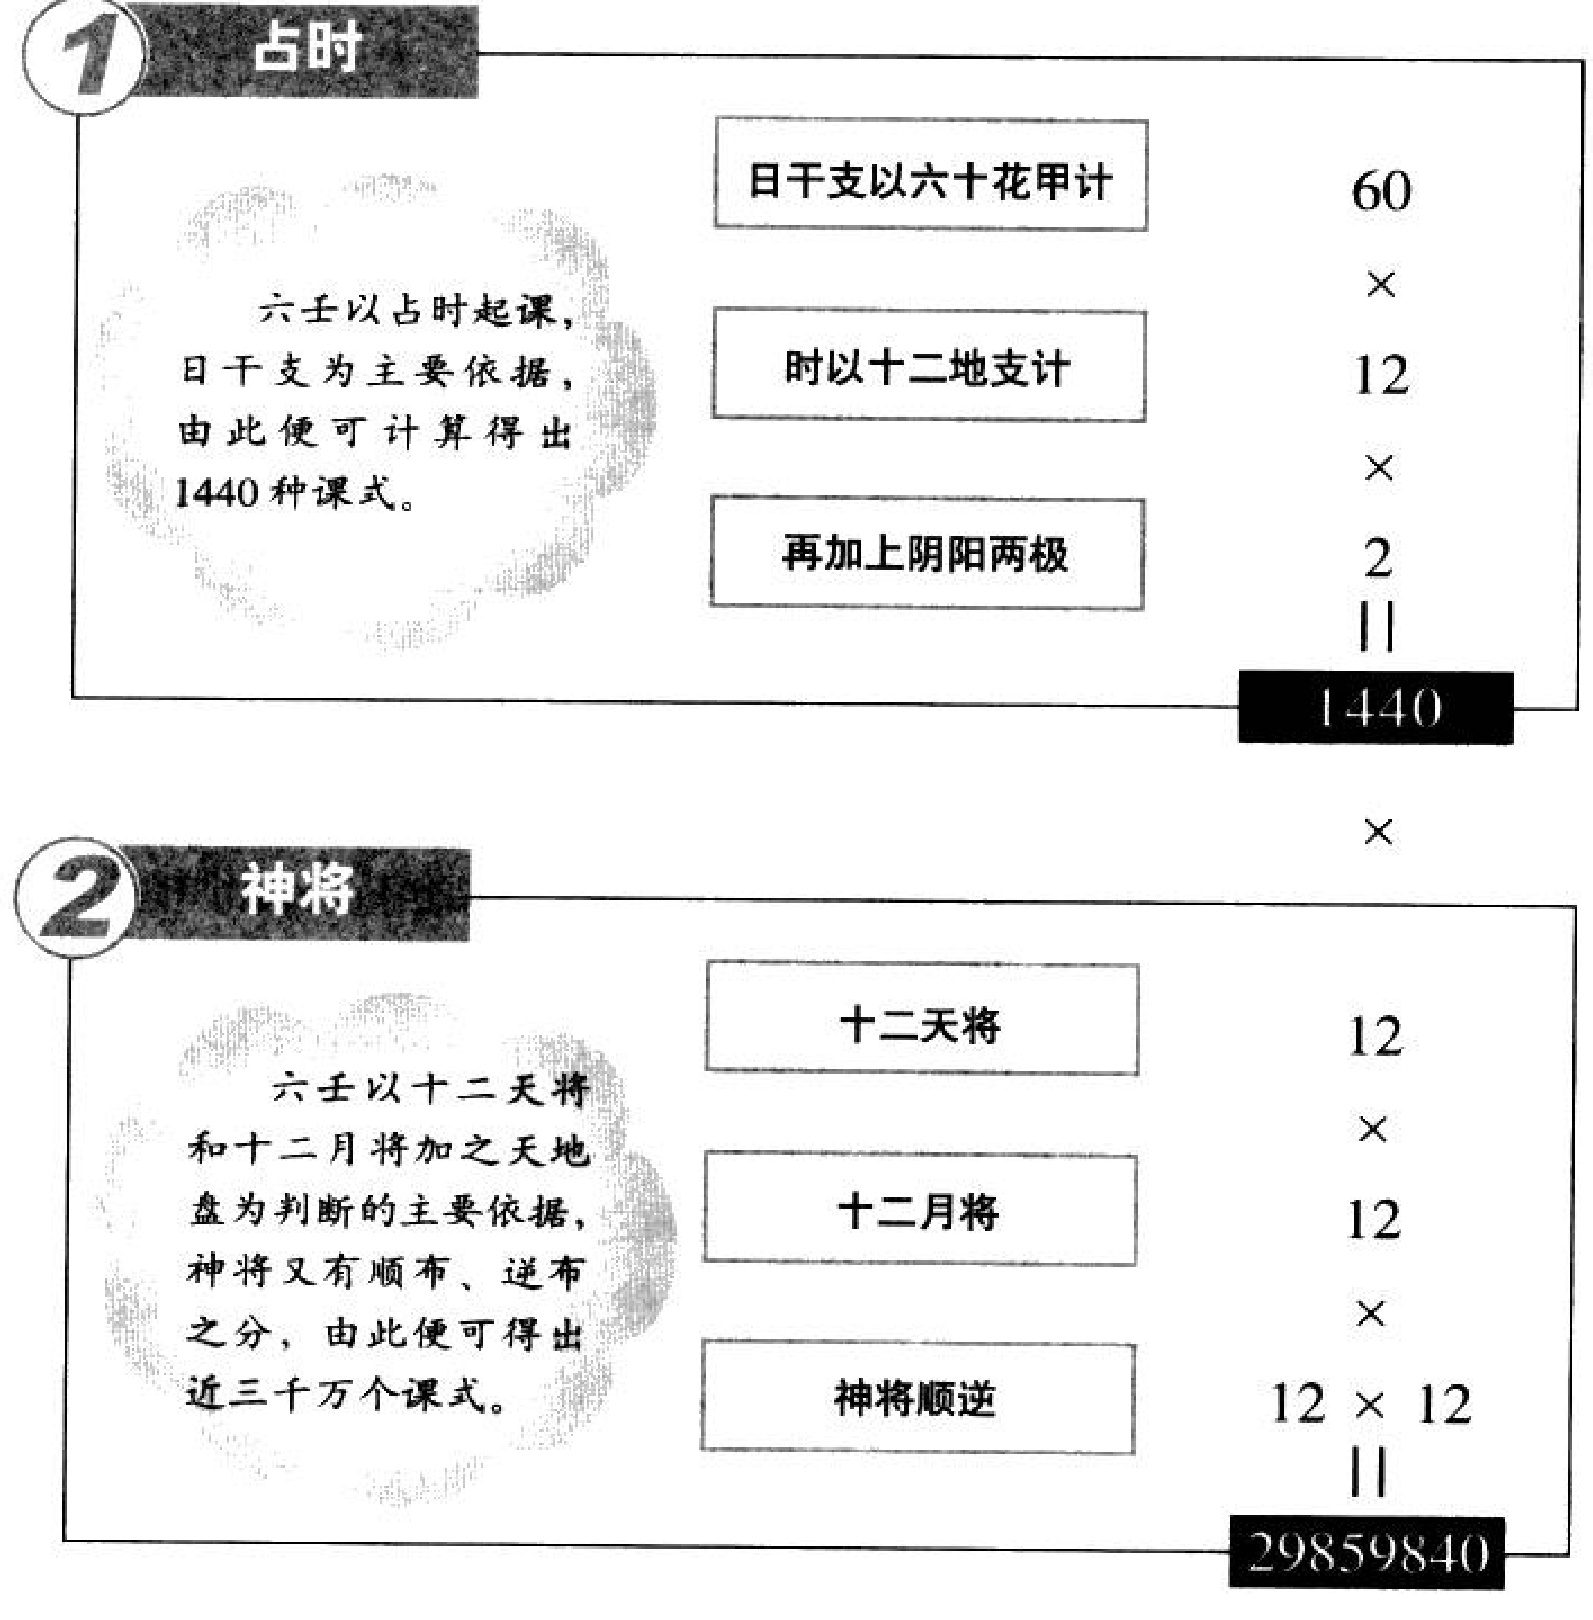 1 占时
六壬以占时起课，
日干支为主要依据，
由此便可计算得出
1440种课式。
日干支以六十花甲计
60
×
时以十二地支计
12
×
再加上阴阳两极
2
=
1440
×
2 神将
六壬以十二天将
和十二月将加之天地
盘为判断的主要依据，
神将又有顺布、逆布
之分，由此便可得出
近三千万个课式。
十二天将
12
×
十二月将
12
×
神将顺逆
12 × 12
=
29859840